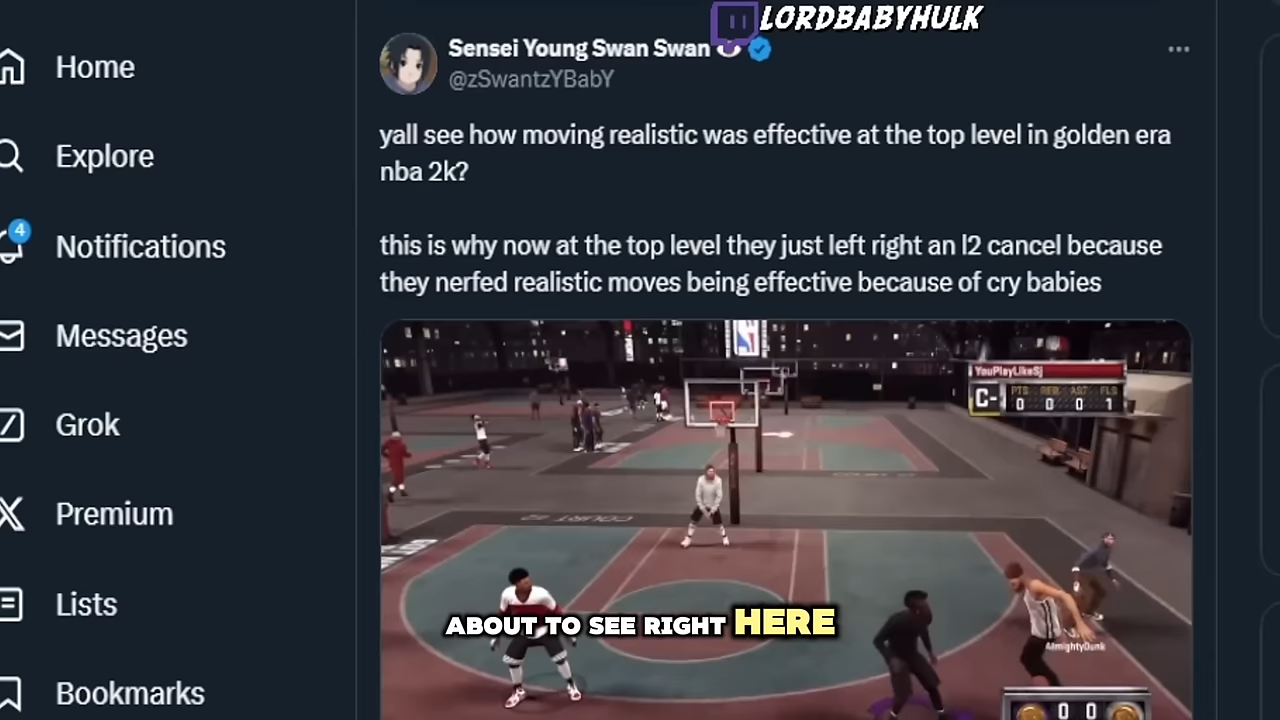 LORDBABYHULK
Home
Explore
4
Notifications
Messages
Grok
Premium
Lists
Bookmarks
Sensei Young Swan Swan
@zSwantzYBabY
yall see how moving realistic was effective at the top level in golden era
nba 2k?
this is why now at the top level they just left right an l2 cancel because
they nerfed realistic moves being effective because of cry babies
YouPlayLikeSj
C- PTS REB AST FLS
0 0 0 1
COURT
ABOUT TO SEE RIGHT HERE
AlmightyDunk
0 0